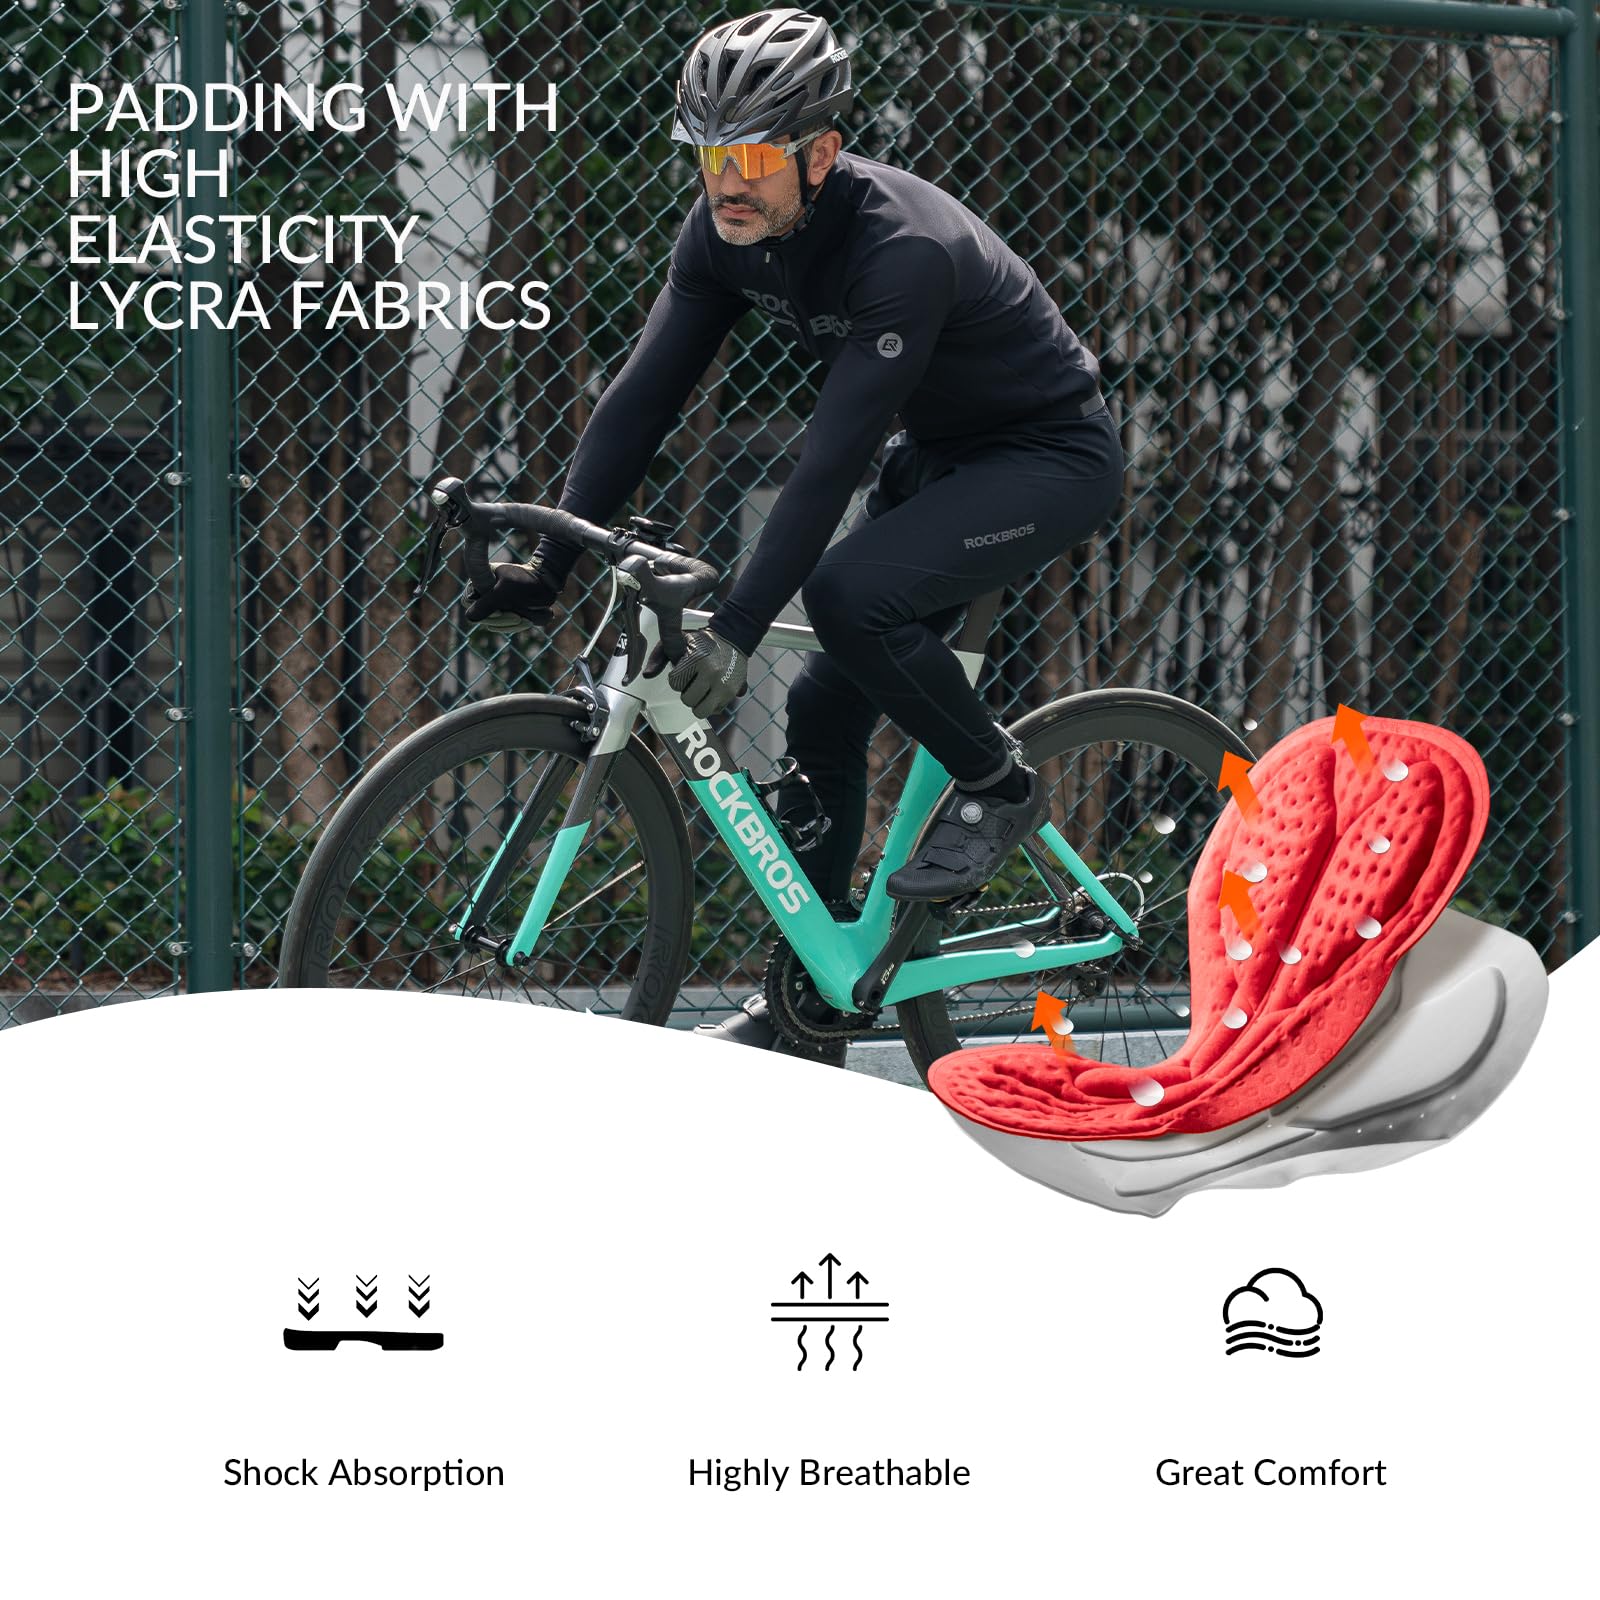 PADDING WITH
HIGH
ELASTICITY
LYCRA FABRICS
ROCKBROS
ROCKBROS
ROCKBROS
Shock Absorption
Highly Breathable
Great Comfort